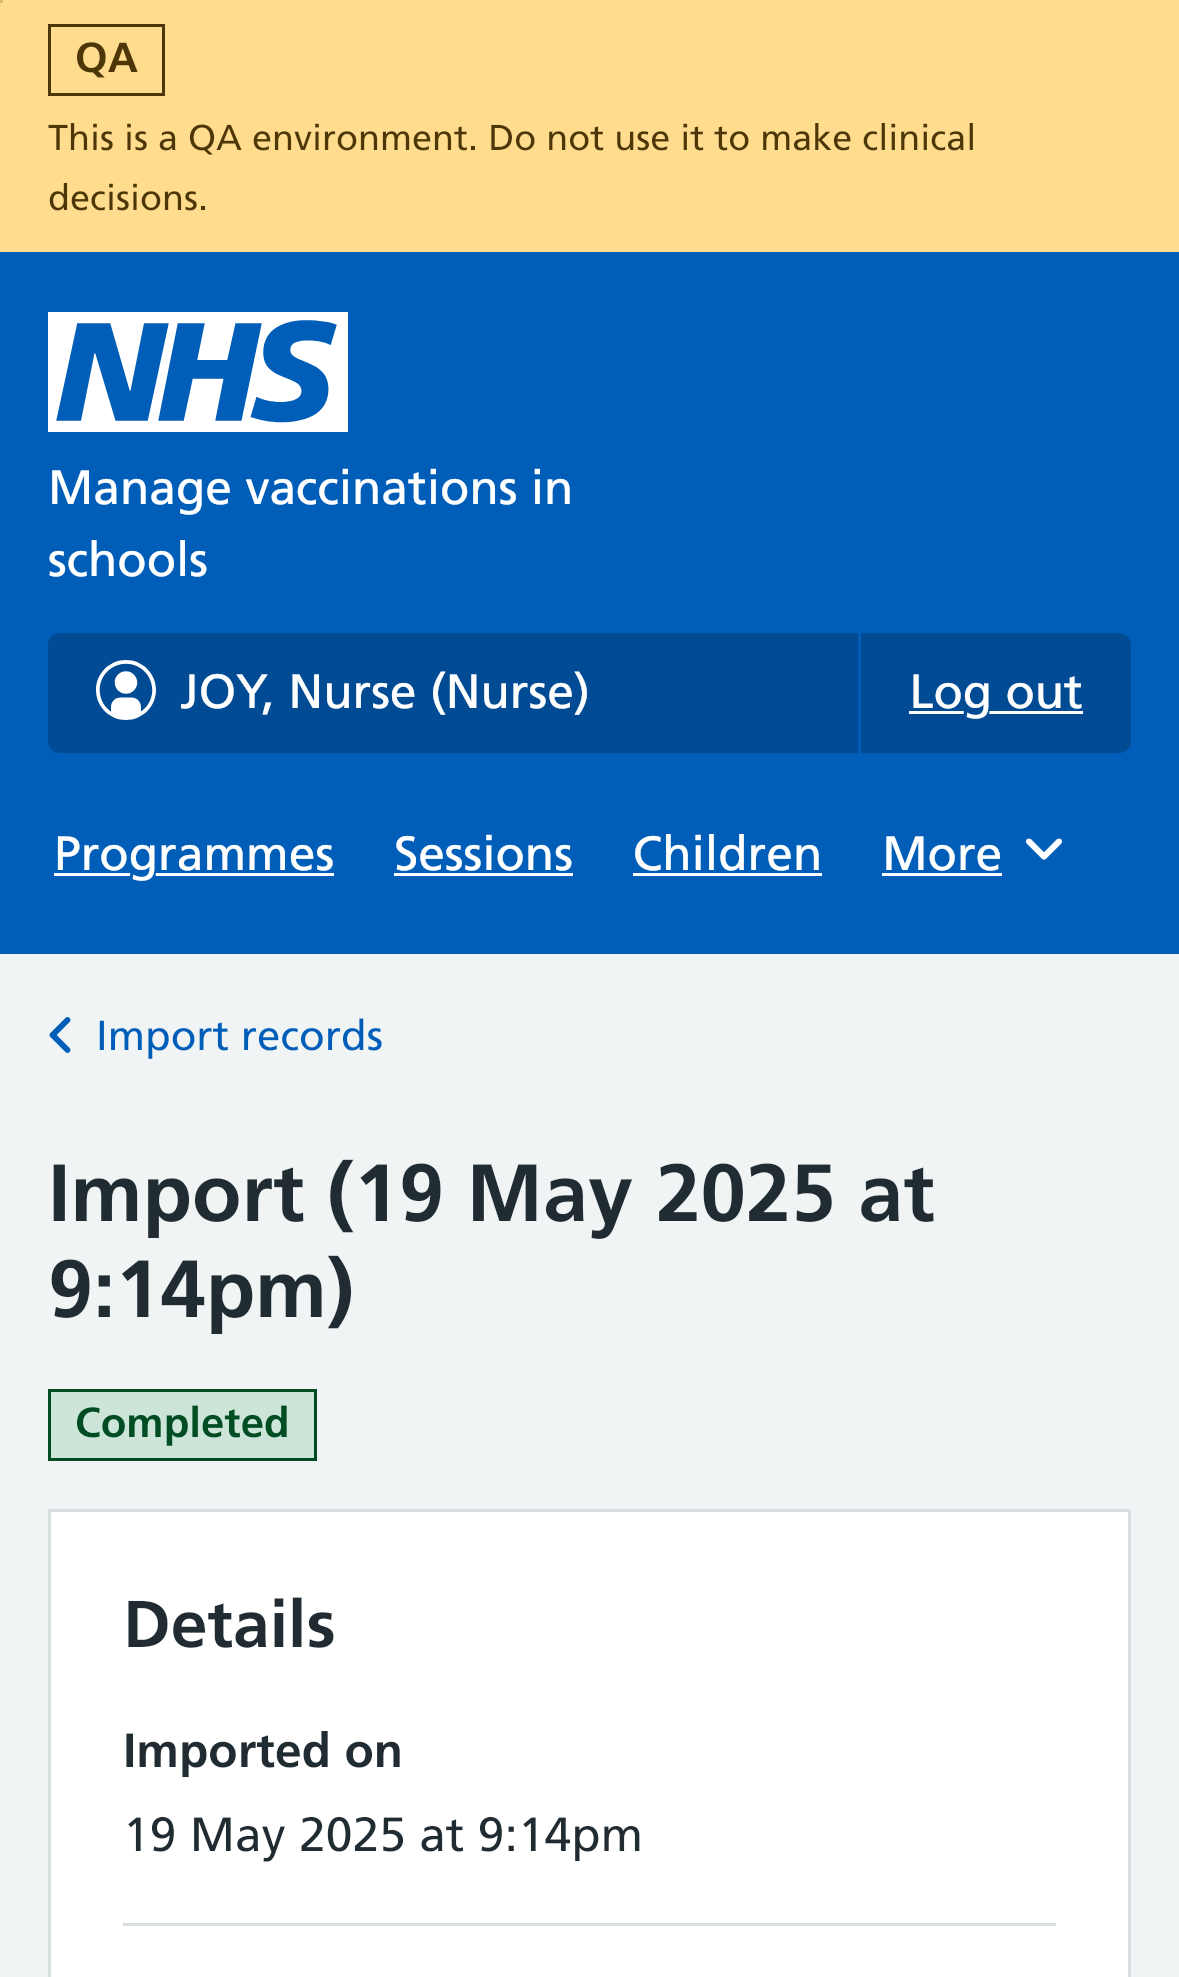 QA
This is a QA environment. Do not use it to make clinical
decisions.
NHS
Manage vaccinations in
schools
JOY, Nurse (Nurse)
Log out
Programmes
Sessions
Children
More
Import records
Import (19 May 2025 at
9:14pm)
Completed
Details
Imported on
19 May 2025 at 9:14pm